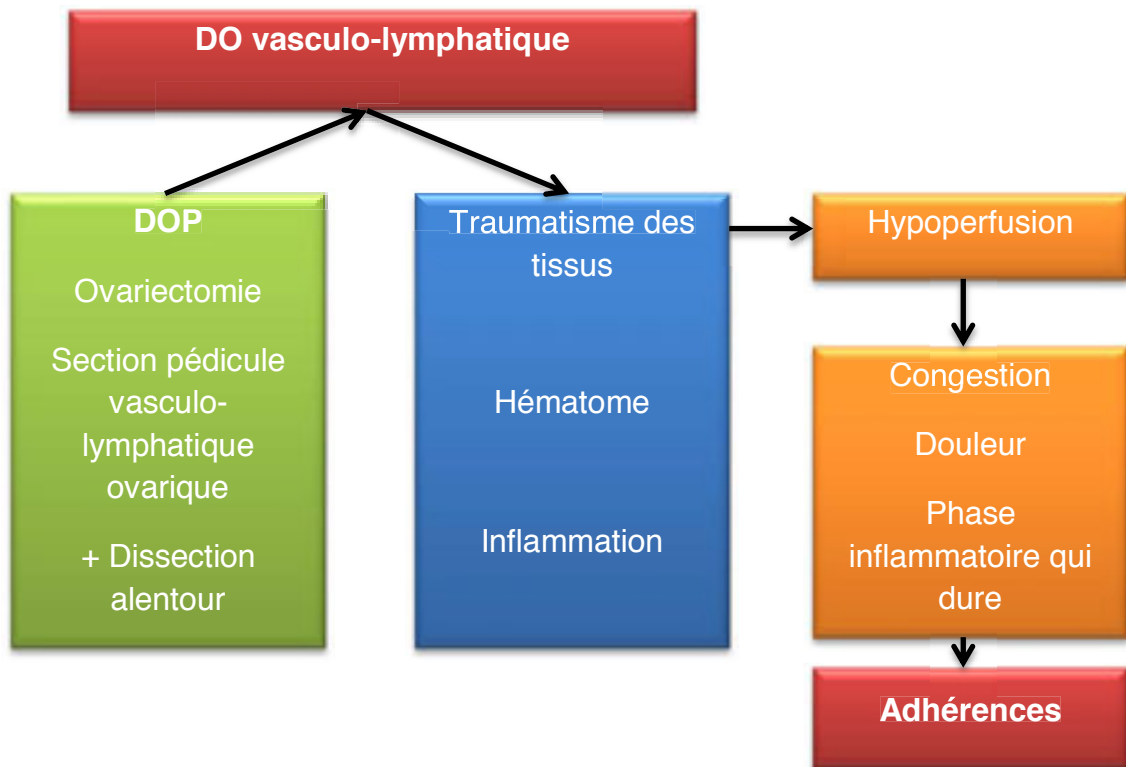 DO vasculo-lymphatique
DOP
Ovariectomie
Section pédicule
vasculo-
lymphatique
ovarique
+ Dissection
alentour
Traumatisme des
tissus
Hématome
Inflammation
Hypoperfusion
Congestion
Douleur
Phase
inflammatoire qui
dure
Adhérences